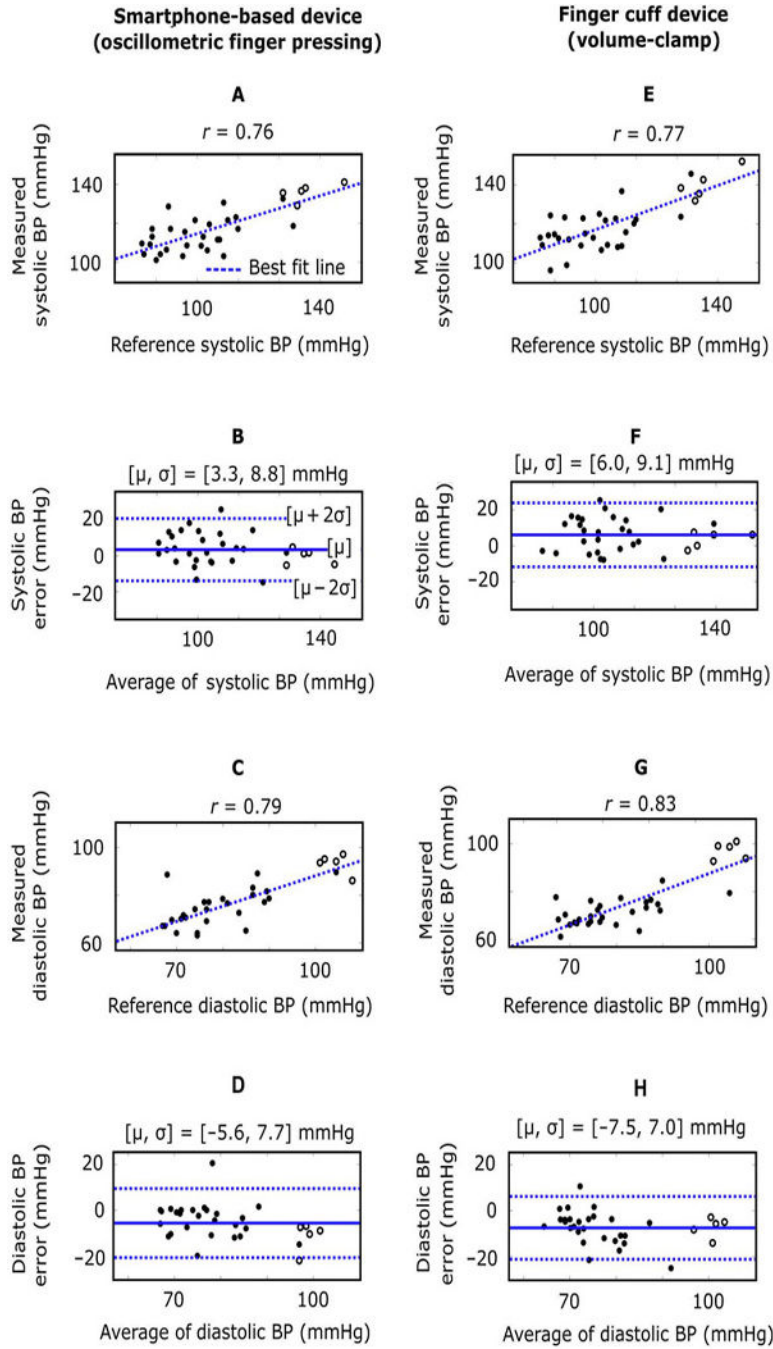 Smartphone-based device
(oscillometric finger pressing)
A
r = 0.76
Measured
systolic BP (mmHg)
140
100
Best fit line
100
140
Reference systolic BP (mmHg)
B
[μ, σ] = [3.3, 8.8] mmHg
Systolic BP
error (mmHg)
20
0
−20
[μ+2σ]
[μ]
[μ−2σ]
100
140
Average of systolic BP (mmHg)
C
r = 0.79
Measured
diastolic BP (mmHg)
100
60
70
100
Reference diastolic BP (mmHg)
D
[μ, σ] = [−5.6, 7.7] mmHg
Diastolic BP
error (mmHg)
20
0
−20
70
100
Average of diastolic BP (mmHg)
Finger cuff device
(volume-clamp)
E
r = 0.77
Measured
systolic BP (mmHg)
140
100
100
140
Reference systolic BP (mmHg)
F
[μ, σ] = [6.0, 9.1] mmHg
Systolic BP
error (mmHg)
20
0
−20
100
140
Average of systolic BP (mmHg)
G
r = 0.83
Measured
diastolic BP (mmHg)
100
60
70
100
Reference diastolic BP (mmHg)
H
[μ, σ] = [−7.5, 7.0] mmHg
Diastolic BP
error (mmHg)
20
0
−20
70
100
Average of diastolic BP (mmHg)